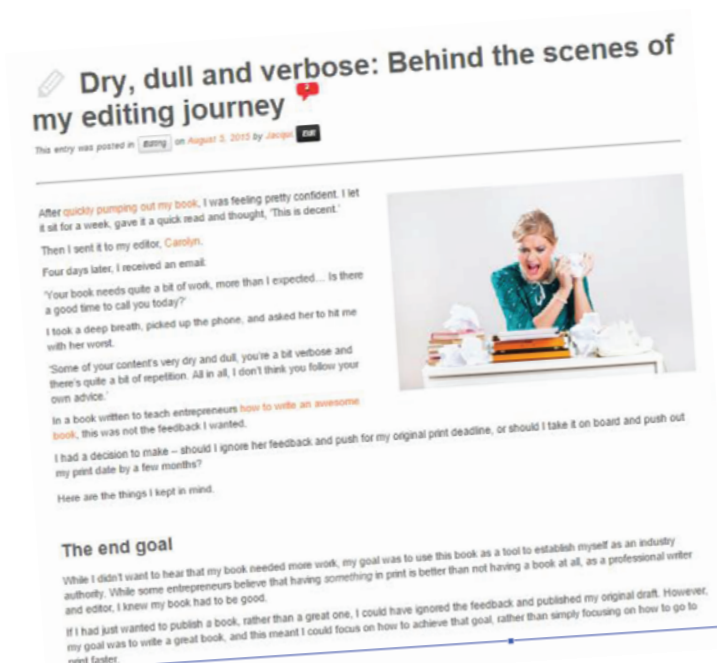 Dry, dull and verbose: Behind the scenes of
my editing journey
This entry was posted in Editing on August 3, 2015 by Jacqui Edit
After quickly pumping out my book, I was feeling pretty confident. I let
it sit for a week, gave it a quick read and thought, 'This is decent.'
Then I sent it to my editor, Carolyn.
Four days later, I received an email:
'Your book needs quite a bit of work, more than I expected… Is there
a good time to call you today?'
I took a deep breath, picked up the phone, and asked her to hit me
with her worst.
'Some of your content's very dry and dull, you're a bit verbose and
there's quite a bit of repetition. All in all, I don't think you follow your
own advice.'
In a book written to teach entrepreneurs how to write an awesome
book, this was not the feedback I wanted.
I had a decision to make – should I ignore her feedback and push for my original print deadline, or should I take it on board and push out
my print date by a few months?
Here are the things I kept in mind.
The end goal
While I didn't want to hear that my book needed more work, my goal was to use this book as a tool to establish myself as an industry
authority. While some entrepreneurs believe that having something in print is better than not having a book at all, as a professional writer
and editor, I knew my book had to be good.
If I had just wanted to publish a book, rather than a great one, I could have ignored the feedback and published my original draft. However,
my goal was to write a great book, and this meant I could focus on how to achieve that goal, rather than simply focusing on how to go to
print faster.